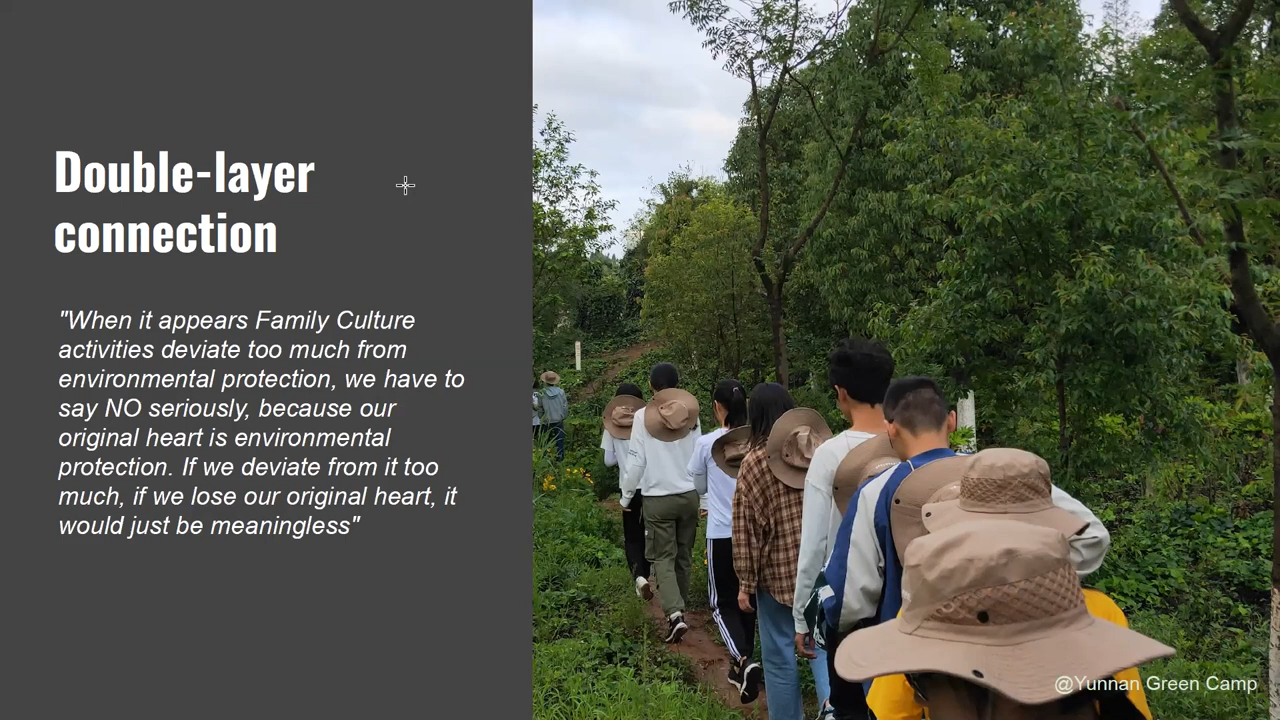 Double-layer
connection
"When it appears Family Culture
activities deviate too much from
environmental protection, we have to
say NO seriously, because our
original heart is environmental
protection. If we deviate from it too
much, if we lose our original heart, it
would just be meaningless"
@Yunnan Green Camp